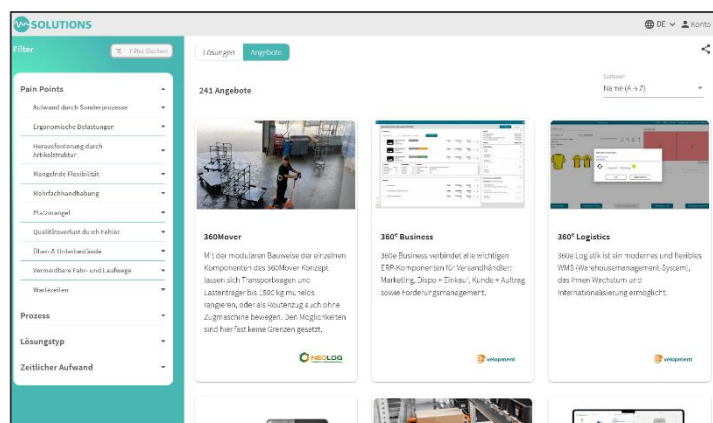 SOLUTIONS
DE
Konto
Filter
Filter löschen
Lösungen
Angebote
Pain Points
Aufwand durch Sonderprozesse
Ergonomische Belastungen
Herausforderung durch
Artikelstruktur
Mangelnde Flexibilität
Mehrfachhandhabung
Platzmangel
Qualitätsverlust durch Fehler
Über- & Unterbestände
Vermeidbare Fahr- und Laufwege
Wartezeiten
Prozess
Lösungstyp
Zeitlicher Aufwand
241 Angebote
Sortieren
Name (A → Z)
360Mover
Mit der modularen Bauweise der einzelnen
Komponenten des 360Mover Konzept
lassen sich Transportwagen und
Lastenträger bis 1500 kg mühelos
rangieren, oder als Routenzug auch ohne
Zugmaschine bewegen. Den Möglichkeiten
sind hier fast keine Grenzen gesetzt.
NEOLOG
360° Business
360e Business verbindet alle wichtigen
ERP-Komponenten für Versandhändler:
Marketing, Dispo + Einkauf, Kunde + Auftrag
sowie Forderungsmanagement.
velopment
360° Logistics
360e Logistik ist ein modernes und flexibles
WMS (Warehousemanagement-System),
das Ihnen Wachstum und
Internationalisierung ermöglicht.
velopment